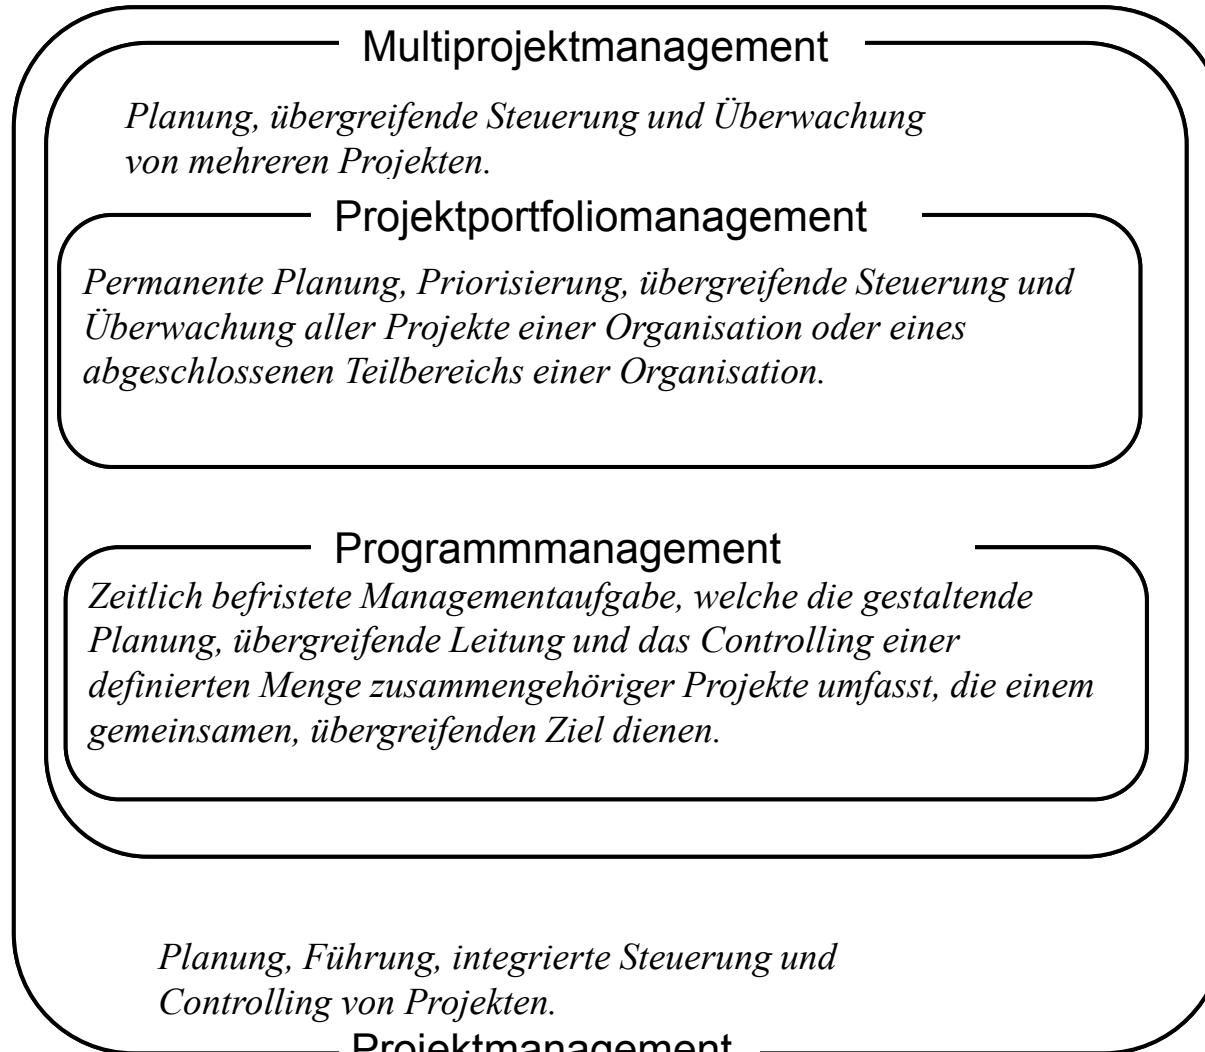 Multiprojektmanagement
Planung, übergreifende Steuerung und Überwachung
von mehreren Projekten.
Projektportfoliomanagement
Permanente Planung, Priorisierung, übergreifende Steuerung und
Überwachung aller Projekte einer Organisation oder eines
abgeschlossenen Teilbereichs einer Organisation.
Programmmanagement
Zeitlich befristete Managementaufgabe, welche die gestaltende
Planung, übergreifende Leitung und das Controlling einer
definierten Menge zusammengehöriger Projekte umfasst, die einem
gemeinsamen, übergreifenden Ziel dienen.
Planung, Führung, integrierte Steuerung und
Controlling von Projekten.
Projektmanagement